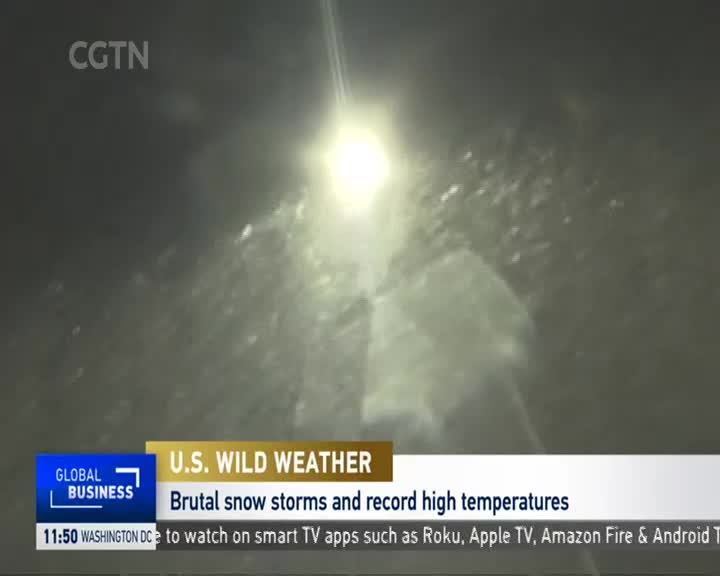 CGTN
U.S. WILD WEATHER
GLOBAL
BUSINESS
Brutal snow storms and record high temperatures
11:50 WASHINGTON DC
to watch on smart TV apps such as Roku, Apple TV, Amazon Fire & Android